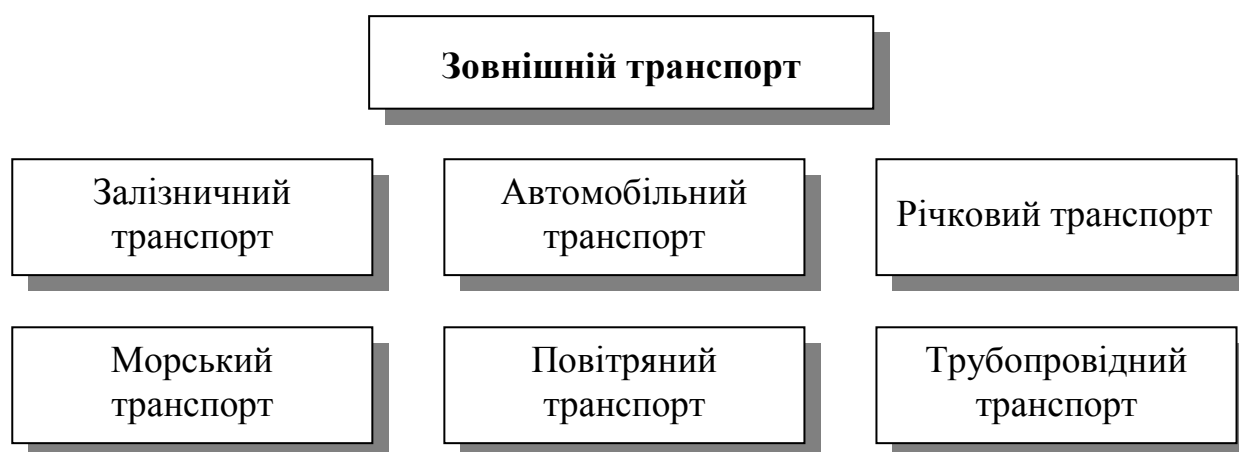 Зовнішній транспорт
Залізничний
транспорт
Автомобільний
транспорт
Річковий транспорт
Морський
транспорт
Повітряний
транспорт
Трубопровідний
транспорт